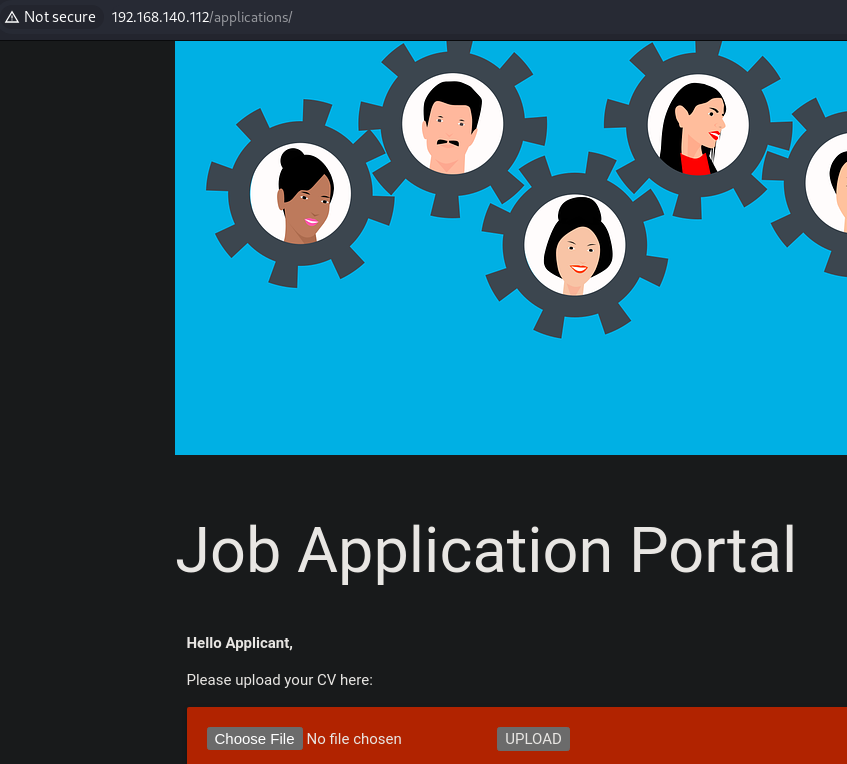 Not secure 192.168.140.112/applications/
Job Application Portal
Hello Applicant,
Please upload your CV here:
Choose File No file chosen UPLOAD